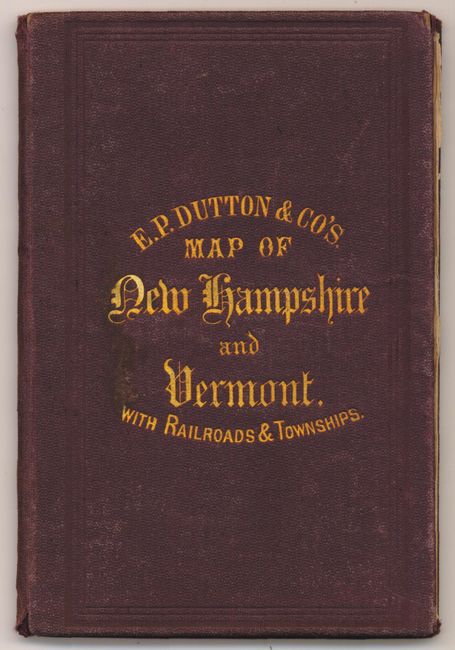 E.P. DUTTON & CO'S.
MAP OF
New Hampshire
and
Vermont.
WITH RAILROADS & TOWNSHIPS.